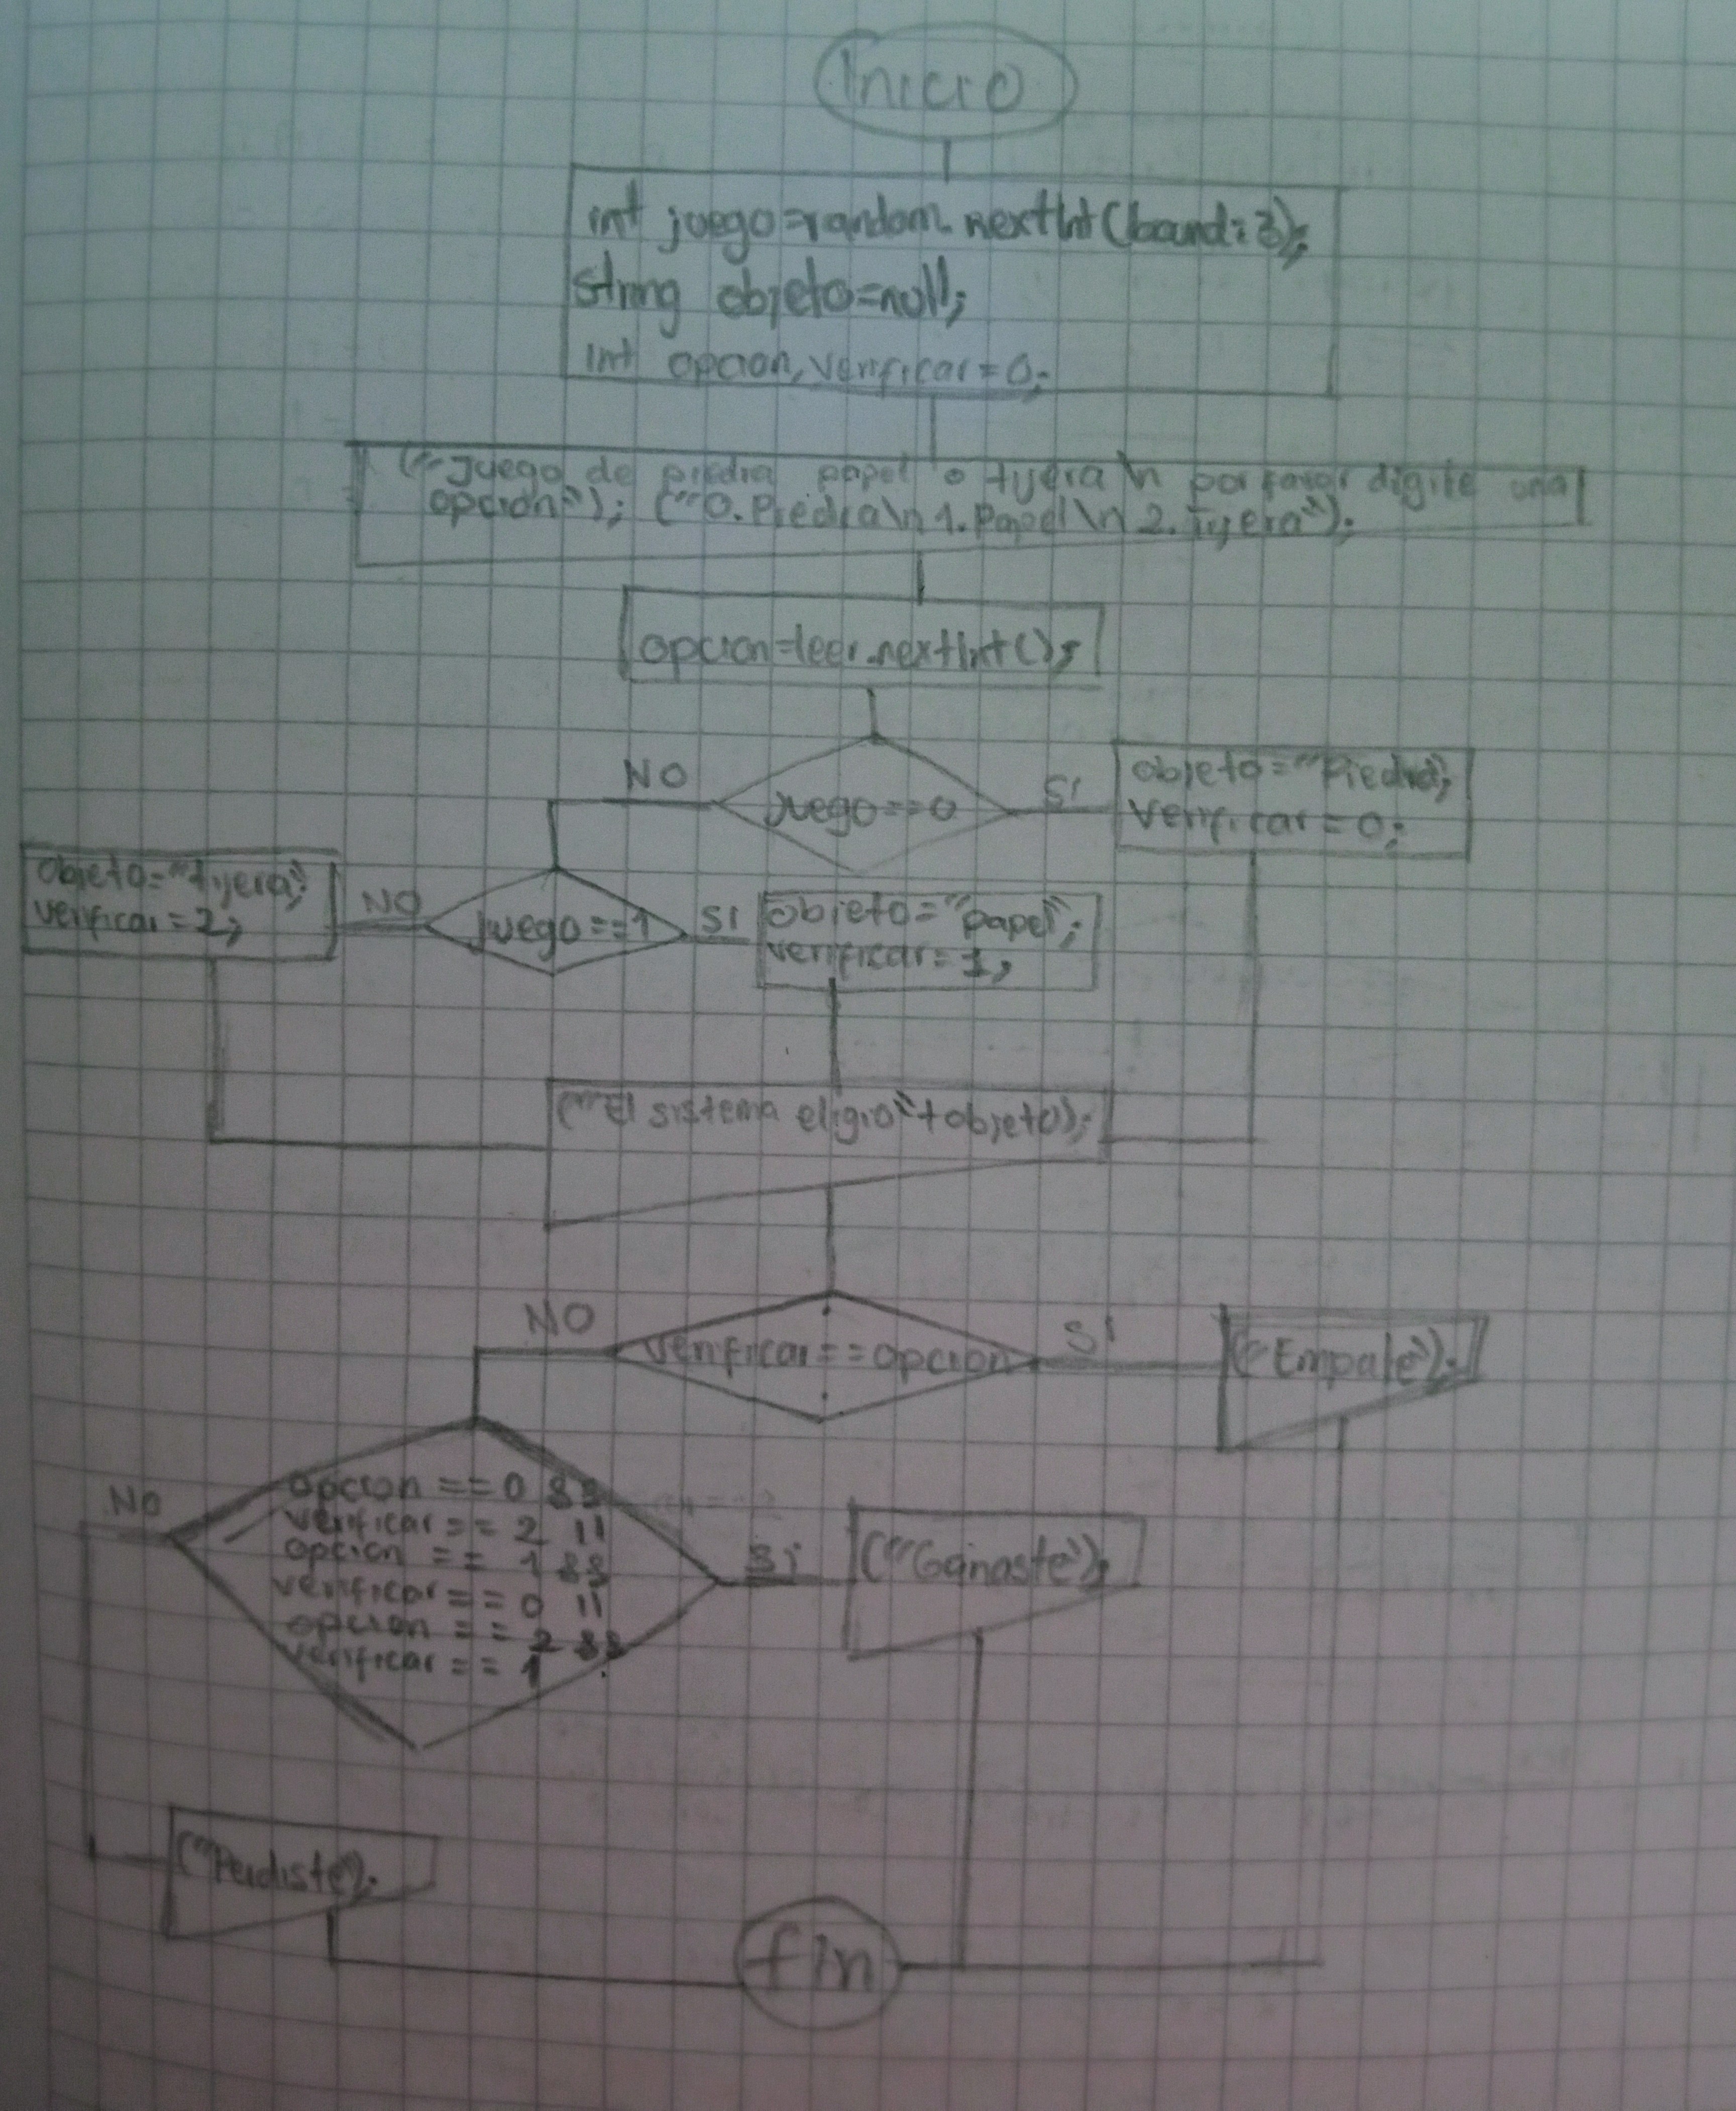 Inicio
int juego=random.nextInt(bound:3);
String objeto=null;
int opcion, verificar=0;
("Juego de piedra papel o tijera \n por favor digite una
opcion"); ("0.Piedra\n 1.Papel\n 2.Tijera");
opcion=leer.nextInt();
NO
juego==0
SI
objeto="Piedra";
verificar=0;
objeto="tijera";
verificar=2;
NO
juego==1
SI
objeto="papel";
verificar=1;
("El sistema eligio"+objeto);
NO
verificar==opcion
SI
("Empate");
NO
opcion == 0 &&
verificar == 2 ||
opcion == 1 &&
verificar == 0 ||
opcion == 2 &&
verificar == 1
Si
("Ganaste");
("Perdiste");
fin